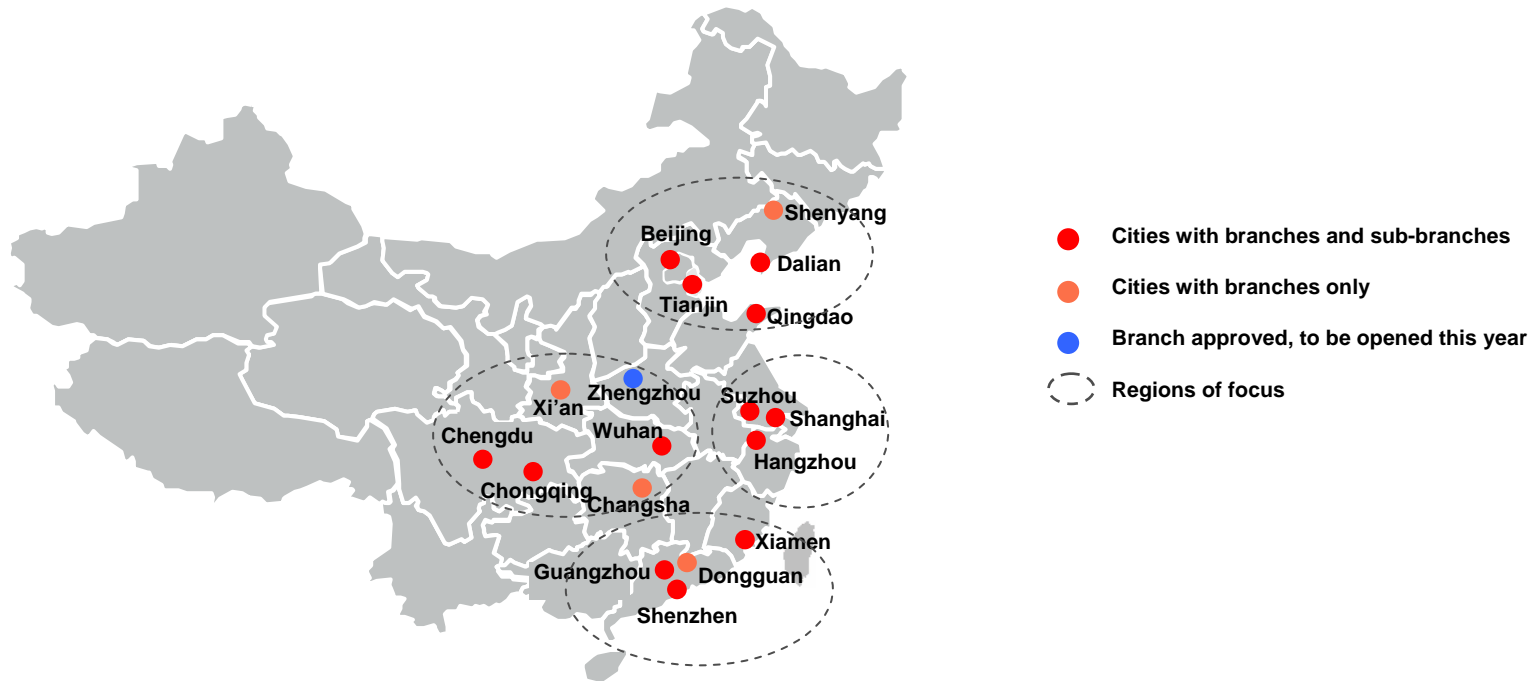 Shenyang
Beijing
Dalian
Tianjin
Qingdao
Zhengzhou
Xi'an
Suzhou
Shanghai
Wuhan
Chengdu
Hangzhou
Chongqing
Changsha
Xiamen
Guangzhou
Dongguan
Shenzhen
Cities with branches and sub-branches
Cities with branches only
Branch approved, to be opened this year
Regions of focus